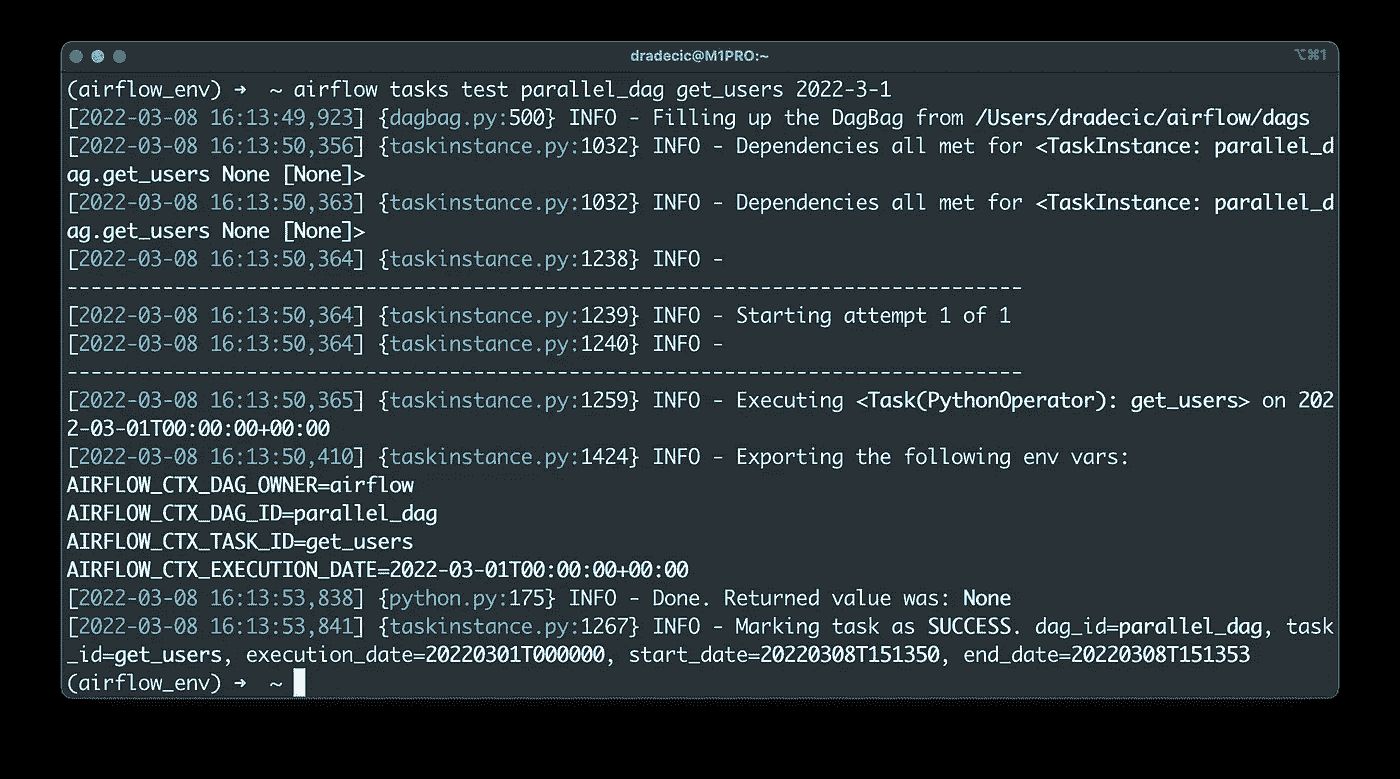 dradecic@M1PRO:~
⌥⌘1
(airflow_env) ➜  ~ airflow tasks test parallel_dag get_users 2022-3-1
[2022-03-08 16:13:49,923] {dagbag.py:500} INFO - Filling up the DagBag from /Users/dradecic/airflow/dags
[2022-03-08 16:13:50,356] {taskinstance.py:1032} INFO - Dependencies all met for <TaskInstance: parallel_d
ag.get_users None [None]>
[2022-03-08 16:13:50,363] {taskinstance.py:1032} INFO - Dependencies all met for <TaskInstance: parallel_d
ag.get_users None [None]>
[2022-03-08 16:13:50,364] {taskinstance.py:1238} INFO -
--------------------------------------------------------------------------------
[2022-03-08 16:13:50,364] {taskinstance.py:1239} INFO - Starting attempt 1 of 1
[2022-03-08 16:13:50,364] {taskinstance.py:1240} INFO -
--------------------------------------------------------------------------------
[2022-03-08 16:13:50,365] {taskinstance.py:1259} INFO - Executing <Task(PythonOperator): get_users> on 202
2-03-01T00:00:00+00:00
[2022-03-08 16:13:50,410] {taskinstance.py:1424} INFO - Exporting the following env vars:
AIRFLOW_CTX_DAG_OWNER=airflow
AIRFLOW_CTX_DAG_ID=parallel_dag
AIRFLOW_CTX_TASK_ID=get_users
AIRFLOW_CTX_EXECUTION_DATE=2022-03-01T00:00:00+00:00
[2022-03-08 16:13:53,838] {python.py:175} INFO - Done. Returned value was: None
[2022-03-08 16:13:53,841] {taskinstance.py:1267} INFO - Marking task as SUCCESS. dag_id=parallel_dag, task
_id=get_users, execution_date=20220301T000000, start_date=20220308T151350, end_date=20220308T151353
(airflow_env) ➜  ~